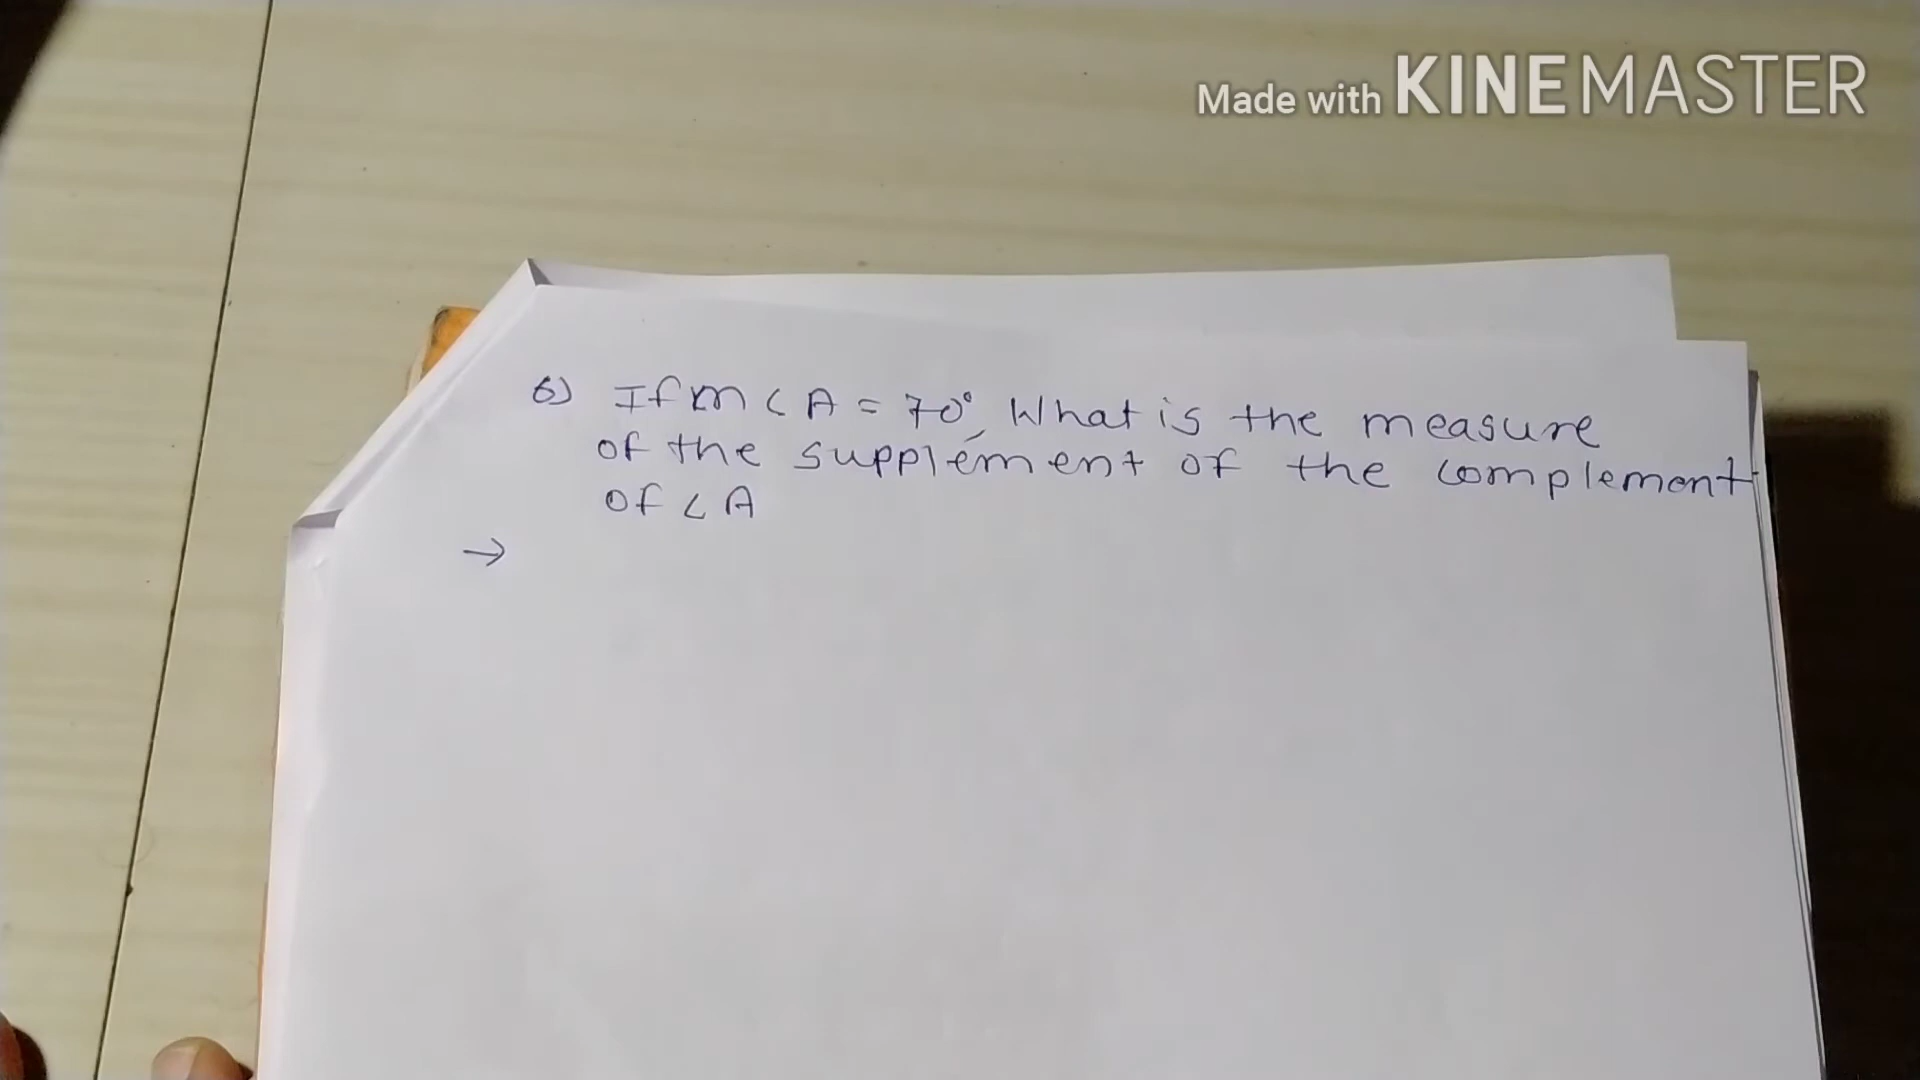 Made with KINEMASTER
6) If m < A = 70°, What is the measure
of the supplement of the complement
of < A
→